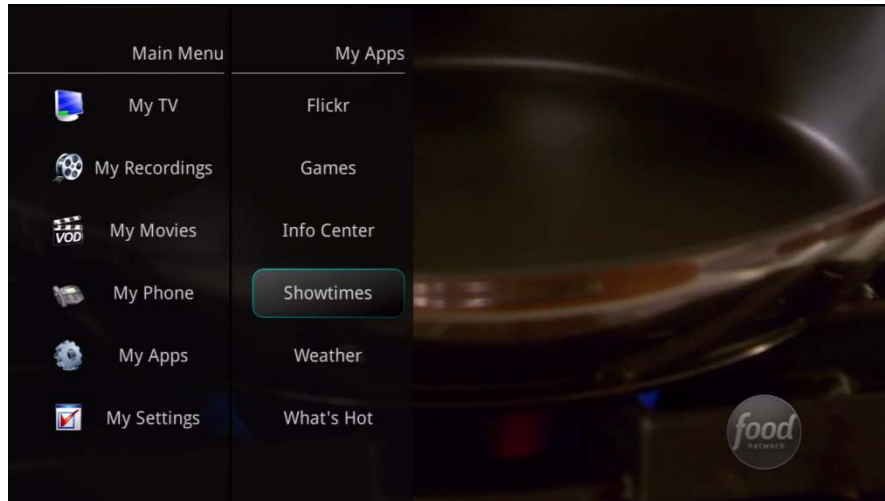 Main Menu
My TV
My Recordings
VOD
My Movies
My Phone
My Apps
My Settings
My Apps
Flickr
Games
Info Center
Showtimes
Weather
What's Hot
food
network